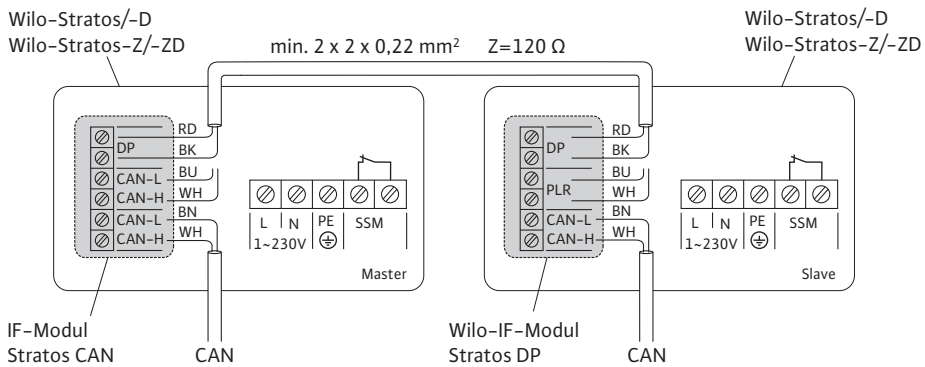 Wilo-Stratos/-D
Wilo-Stratos-Z/-ZD
min. 2 x 2 x 0,22 mm² Z=120 Ω
Wilo-Stratos/-D
Wilo-Stratos-Z/-ZD
DP
CAN-L
CAN-H
CAN-L
CAN-H
RD
BK
BU
WH
BN
WH
L N PE SSM
1~230V
Master
DP
PLR
CAN-L
CAN-H
RD
BK
BU
WH
BN
WH
L N PE SSM
1~230V
Slave
IF-Modul
Stratos CAN
CAN
Wilo-IF-Modul
Stratos DP
CAN